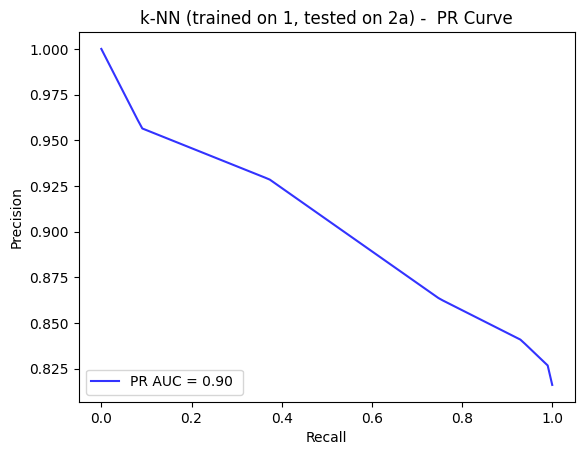 k-NN (trained on 1, tested on 2a) -  PR Curve
1.000
0.975
0.950
0.925
0.900
0.875
0.850
0.825
Precision
PR AUC = 0.90
0.0 0.2 0.4 0.6 0.8 1.0
Recall